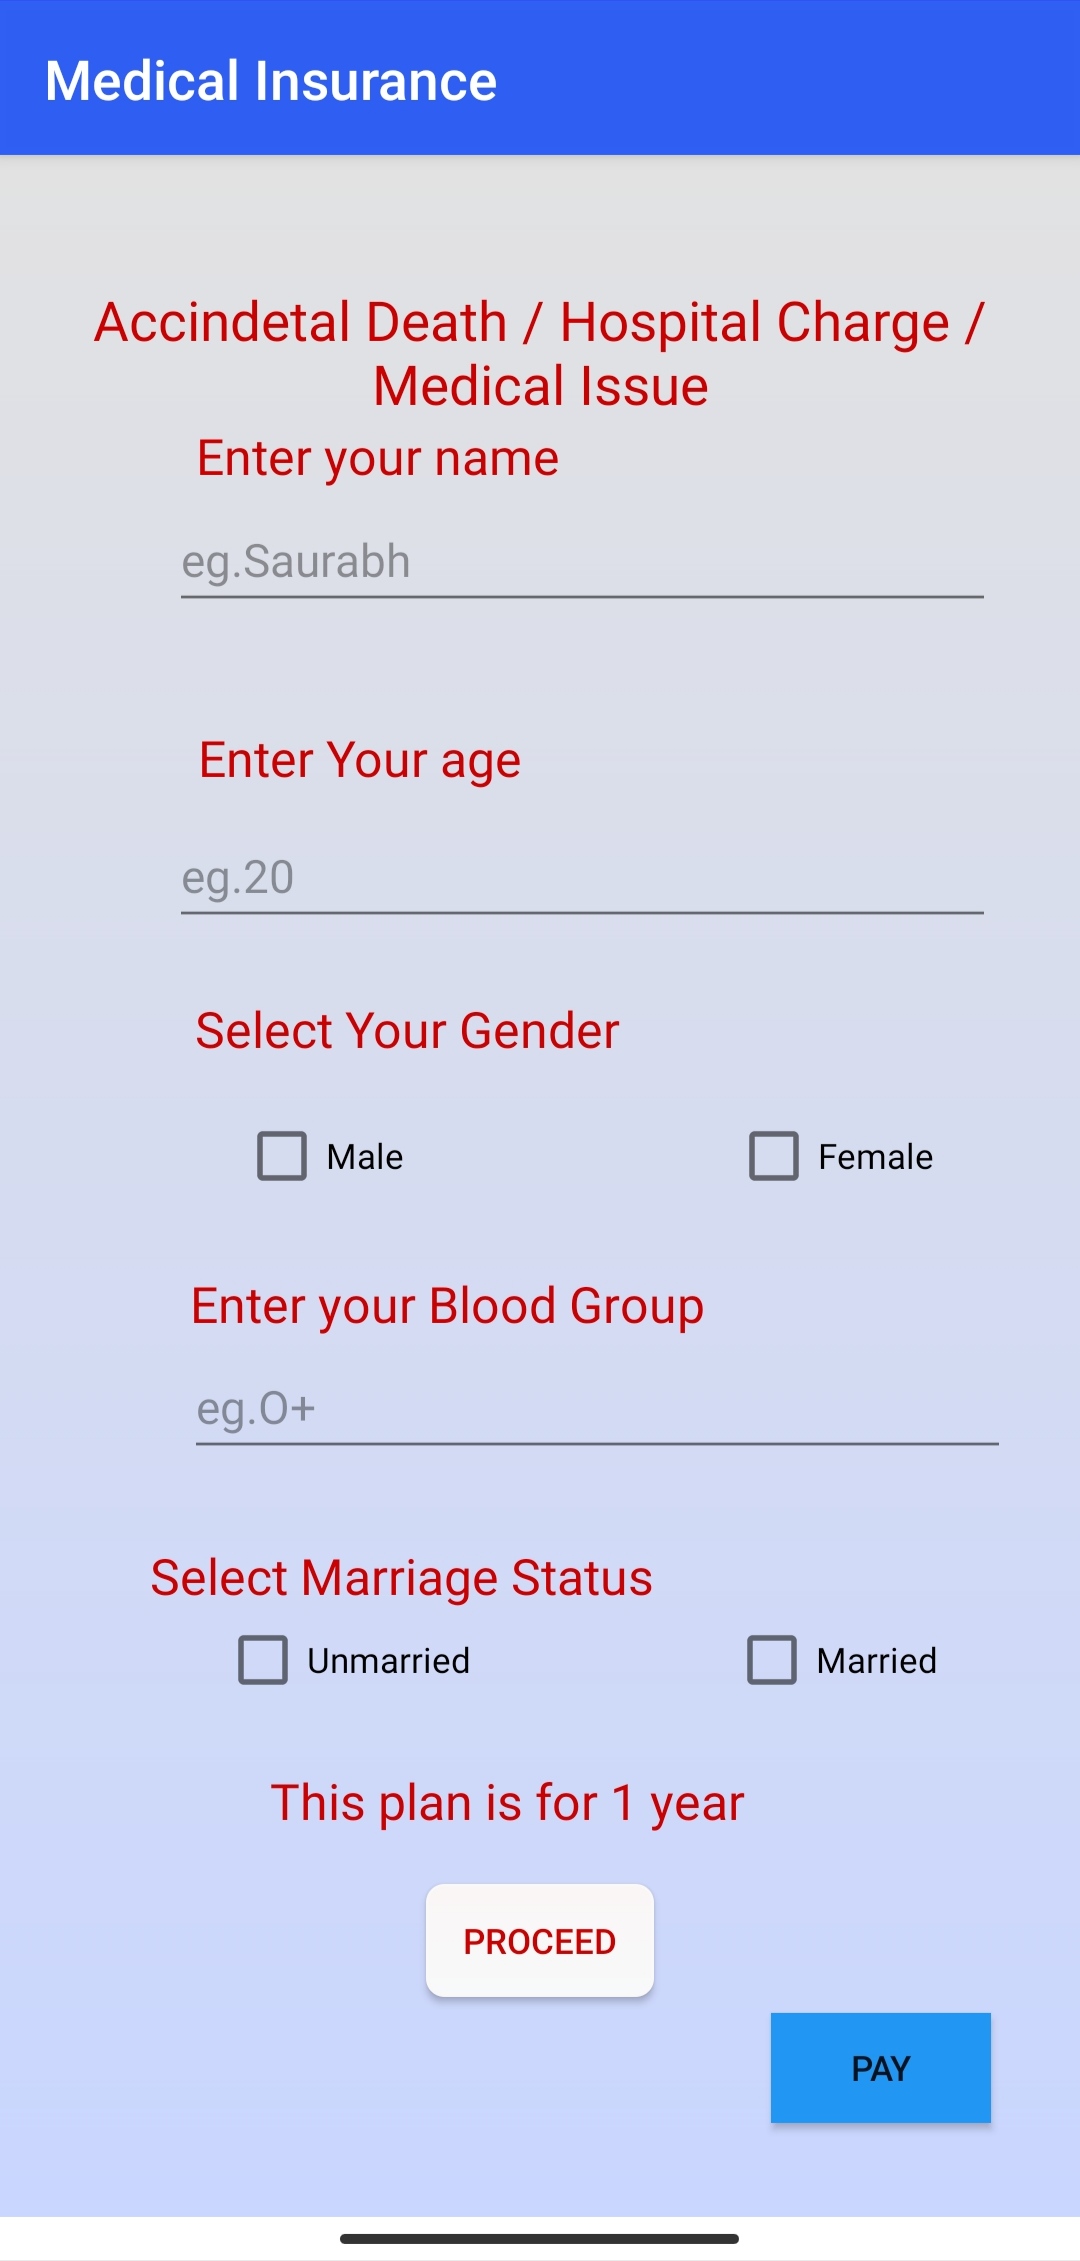 Medical Insurance
Accindetal Death / Hospital Charge /
Medical Issue
Enter your name
eg.Saurabh
Enter Your age
eg.20
Select Your Gender
Male Female
Enter your Blood Group
eg.O+
Select Marriage Status
Unmarried Married
This plan is for 1 year
PROCEED
PAY